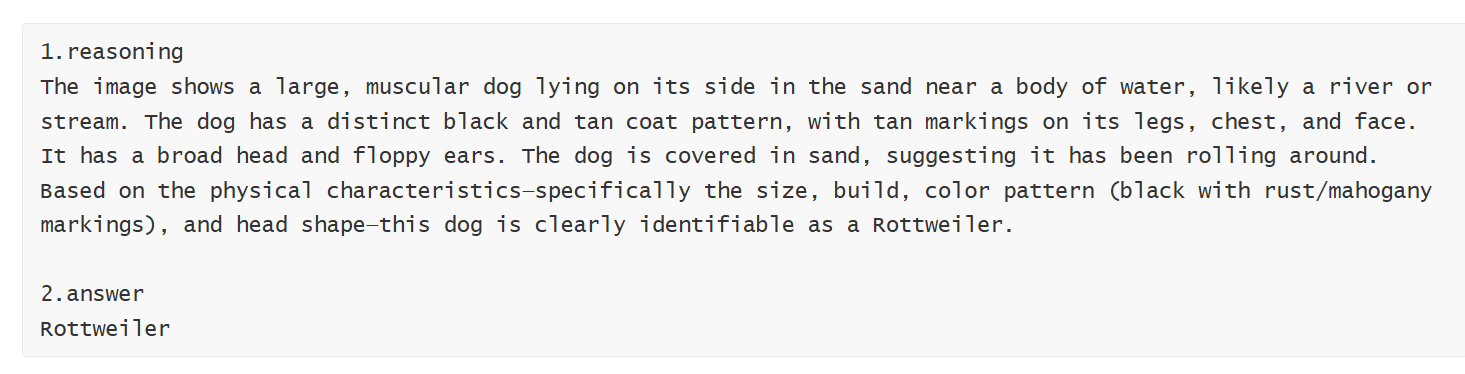 1.reasoning
The image shows a large, muscular dog lying on its side in the sand near a body of water, likely a river or
stream. The dog has a distinct black and tan coat pattern, with tan markings on its legs, chest, and face.
It has a broad head and floppy ears. The dog is covered in sand, suggesting it has been rolling around.
Based on the physical characteristics—specifically the size, build, color pattern (black with rust/mahogany
markings), and head shape—this dog is clearly identifiable as a Rottweiler.
2.answer
Rottweiler